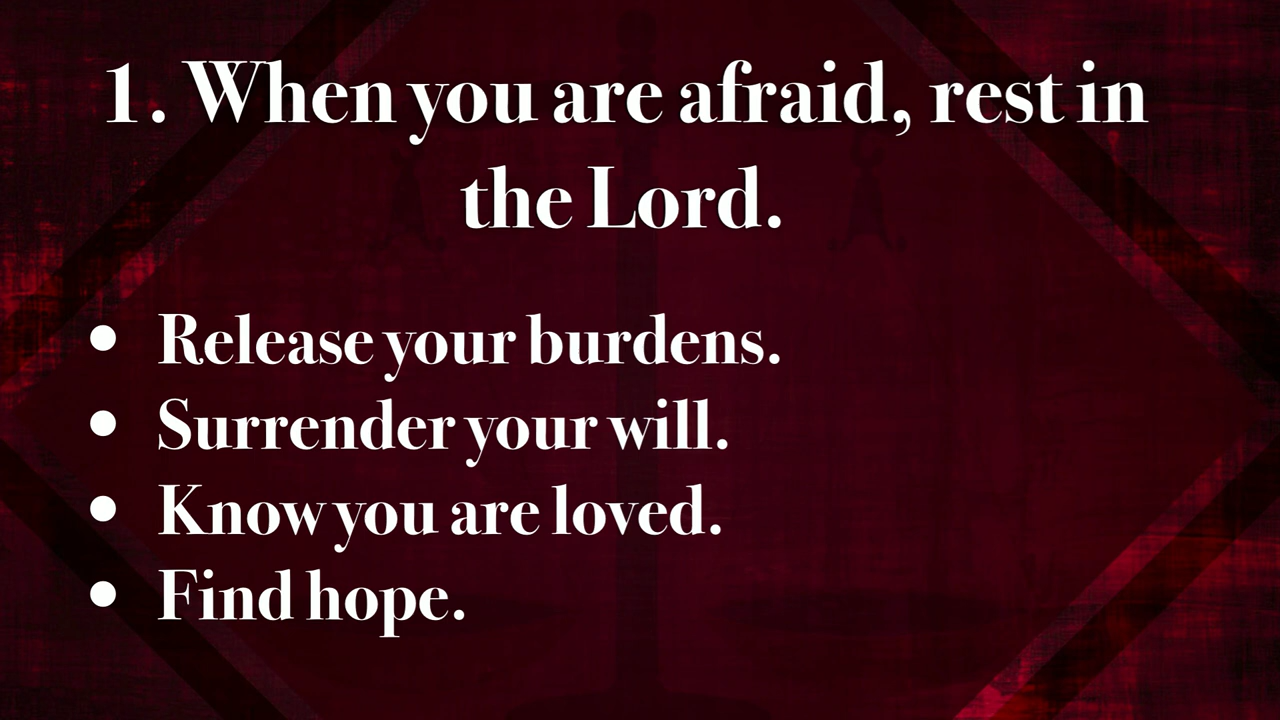 1. When you are afraid, rest in
the Lord.
• Release your burdens.
• Surrender your will.
• Know you are loved.
• Find hope.